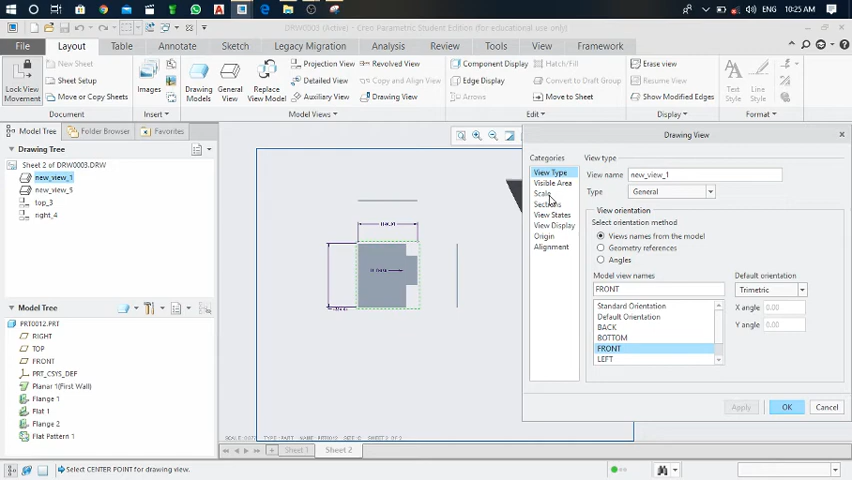 ENG 10:25 AM
DRW0003 (Active) - Creo Parametric Student Edition (for educational use only)
File Layout Table Annotate Sketch Legacy Migration Analysis Review Tools View Framework
Lock View Movement
New Sheet
Sheet Setup
Move or Copy Sheets
Document
Images
Drawing Models
General View
Replace View Model
Projection View
Detailed View
Auxiliary View
Revolved View
Copy and Align View
Drawing View
Model Views
Component Display
Edge Display
Arrows
Hatch/Fill
Convert to Draft Group
Move to Sheet
Edit
Erase view
Resume View
Show Modified Edges
Display
Text Style
Line Style
Format
Model Tree Folder Browser Favorites
Drawing Tree
Sheet 2 of DRW0003.DRW
new_view_1
new_view_5
top_3
right_4
Model Tree
PRT0012.PRT
RIGHT
TOP
FRONT
PRT_CSYS_DEF
Planar 1(First Wall)
Flange 1
Flat 1
Flange 2
Flat Pattern 1
Drawing View
Categories
View Type
Visible Area
Scale
Sections
View States
View Display
Origin
Alignment
View type
View name new_view_1
Type General
View orientation
Select orientation method
Views names from the model
Geometry references
Angles
Model view names
FRONT
Standard Orientation
Default Orientation
BACK
BOTTOM
FRONT
LEFT
Default orientation
Trimetric
X angle 0.00
Y angle 0.00
Apply OK Cancel
Sheet 1 Sheet 2
Select CENTER POINT for drawing view.